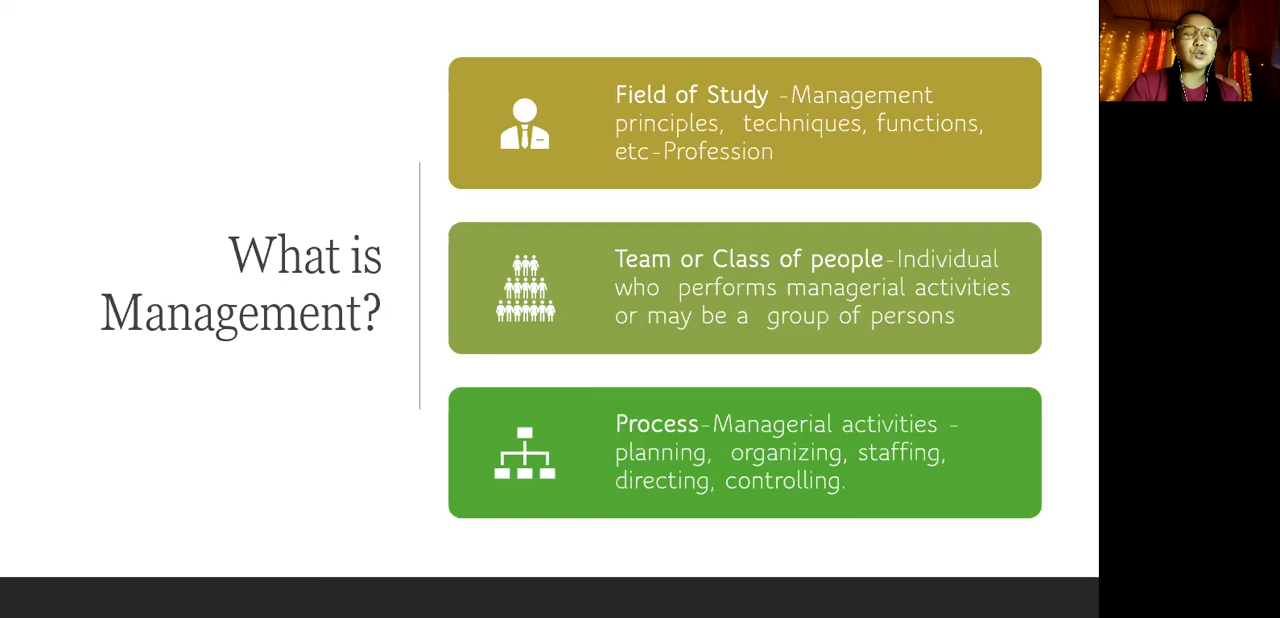 What is
Management?
Field of Study -Management
principles, techniques, functions,
etc-Profession
Team or Class of people-Individual
who performs managerial activities
or may be a group of persons
Process-Managerial activities -
planning, organizing, staffing,
directing, controlling.